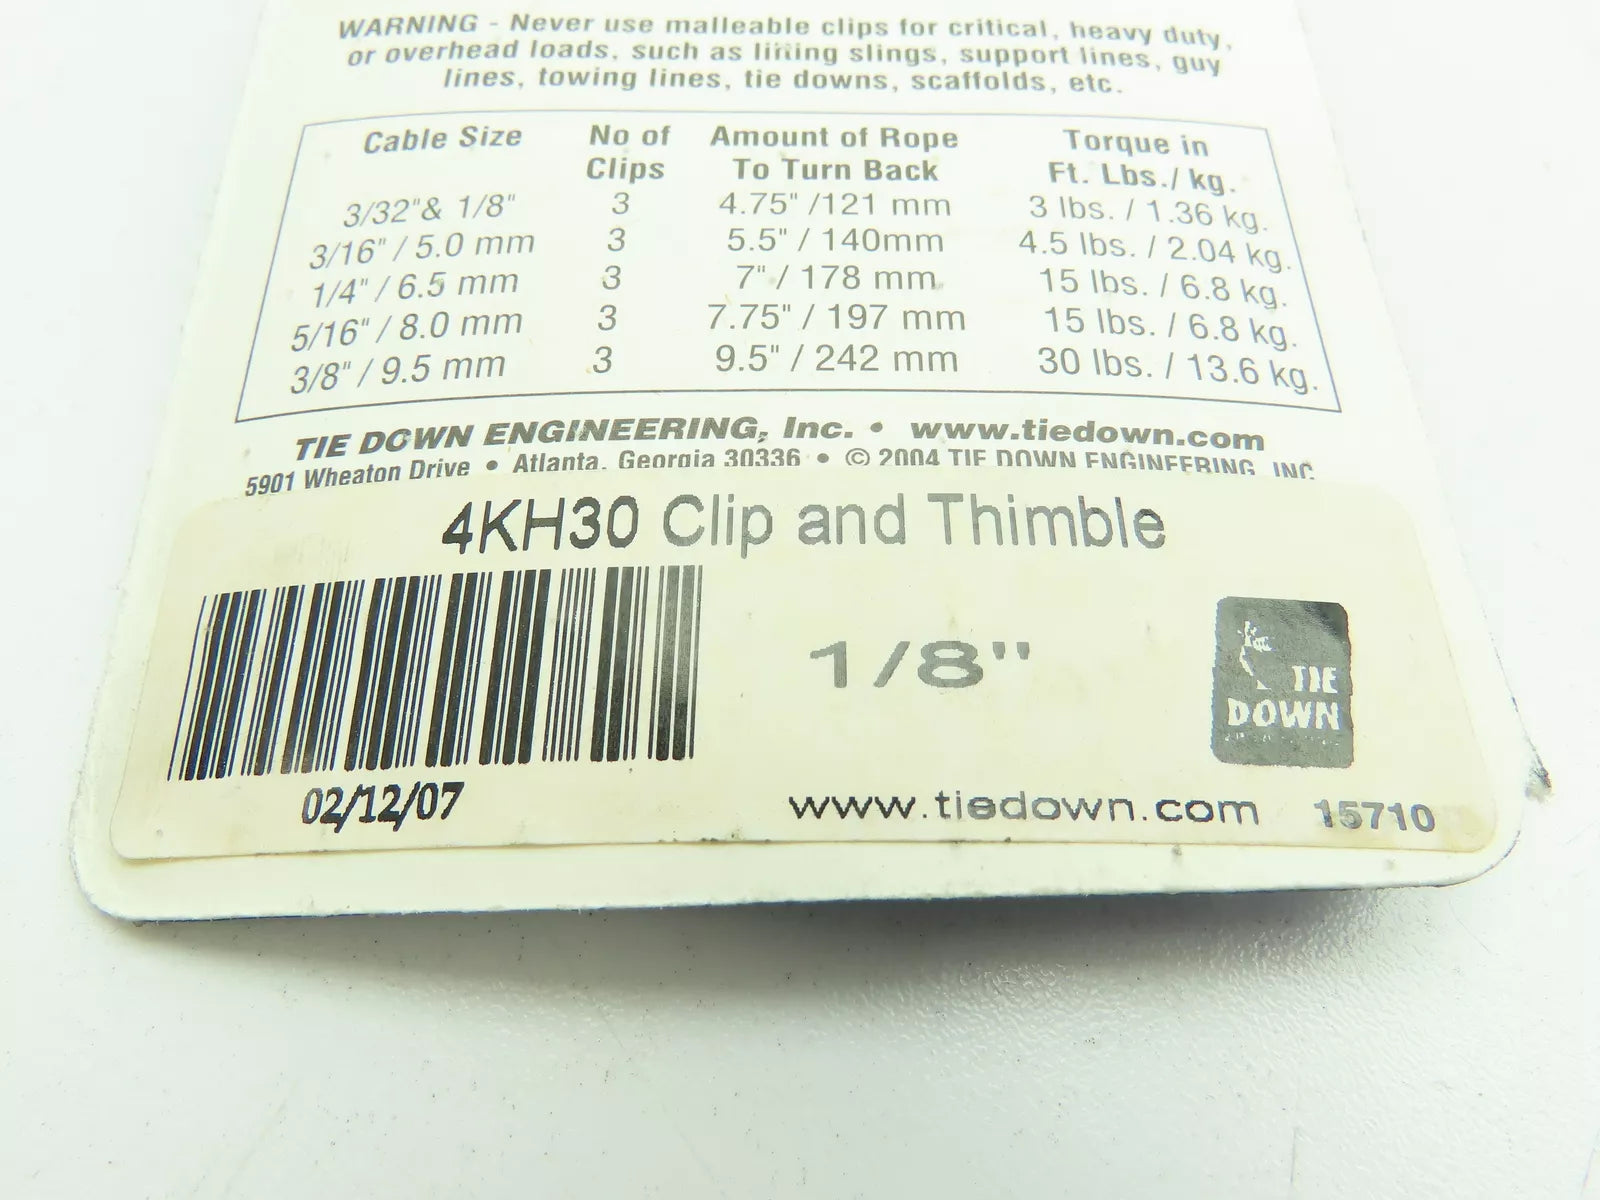 WARNING - Never use malleable clips for critical, heavy duty,
or overhead loads, such as lifting slings, support lines, guy
lines, towing lines, tie downs, scaffolds, etc.
Cable Size No of Clips Amount of Rope To Turn Back Torque in Ft. Lbs./ kg.
3/32"& 1/8" 3 4.75" /121 mm 3 lbs. / 1.36 kg.
3/16" / 5.0 mm 3 5.5" / 140mm 4.5 lbs. / 2.04 kg.
1/4" / 6.5 mm 3 7" / 178 mm 15 lbs. / 6.8 kg.
5/16" / 8.0 mm 3 7.75" / 197 mm 15 lbs. / 6.8 kg.
3/8" / 9.5 mm 3 9.5" / 242 mm 30 lbs. / 13.6 kg.
TIE DOWN ENGINEERING, Inc. • www.tiedown.com
5901 Wheaton Drive • Atlanta, Georgia 30336 • © 2004 TIE DOWN ENGINEERING, INC.
4KH30 Clip and Thimble
1/8"
TIE
DOWN
02/12/07
www.tiedown.com 15710